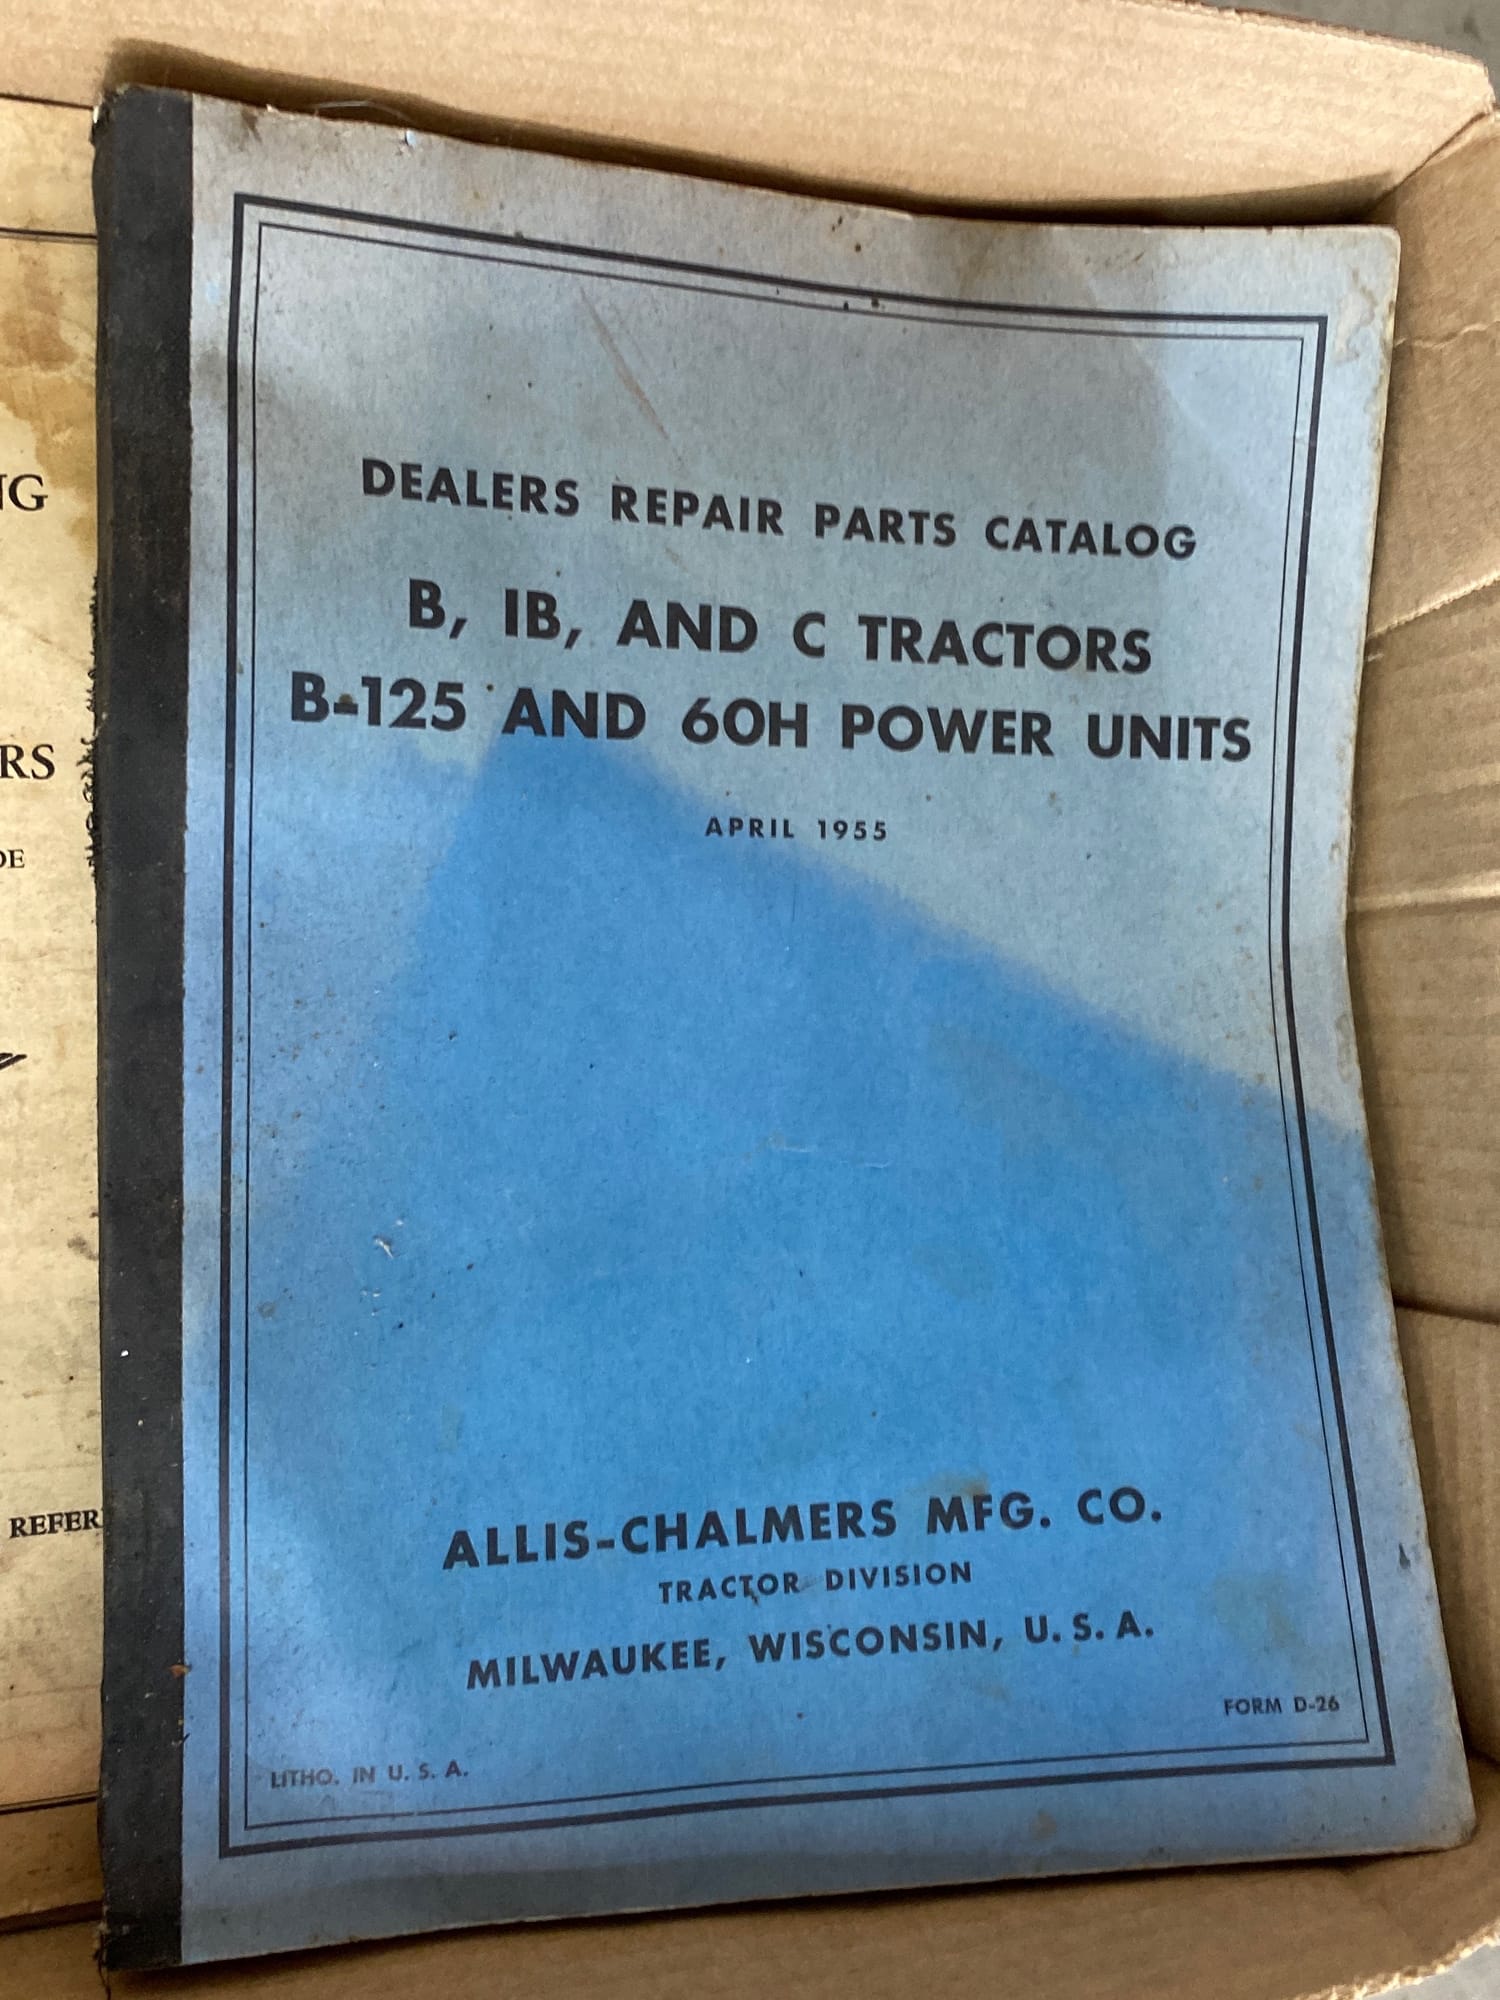 DEALERS REPAIR PARTS CATALOG
B, IB, AND C TRACTORS
B-125 AND 60H POWER UNITS
APRIL 1955
ALLIS-CHALMERS MFG. CO.
TRACTOR DIVISION
MILWAUKEE, WISCONSIN, U. S. A.
FORM D-26
LITHO. IN U. S. A.